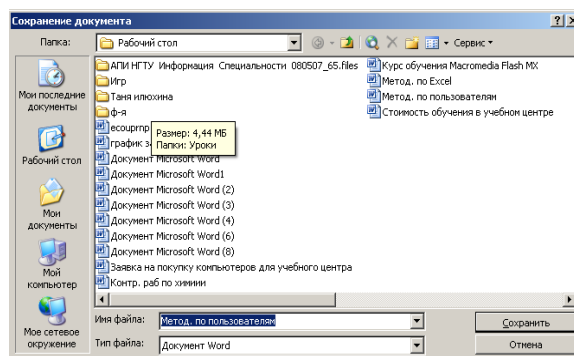 Сохранение документа
Папка:
Рабочий стол
Сервис
Мои последние документы
Рабочий стол
Мои документы
Мой компьютер
Мое сетевое окружение
АПИ НГТУ Информация Специальности 080507_65.files
Игр
Таня илюхина
ф-я
ecouprnp
график з
Размер: 4,44 МБ
Папки: Уроки
Документ Microsoft Word
Документ Microsoft Word1
Документ Microsoft Word (2)
Документ Microsoft Word (3)
Документ Microsoft Word (4)
Документ Microsoft Word (6)
Документ Microsoft Word (8)
Заявка на покупку компьютеров для учебного центра
Контр. раб по химиии
Курс обучения Macromedia Flash MX
Метод. по Excel
Метод. по пользователям
Стоимость обучения в учебном центре
Имя файла:
Метод. по пользователям
Сохранить
Тип файла:
Документ Word
Отмена